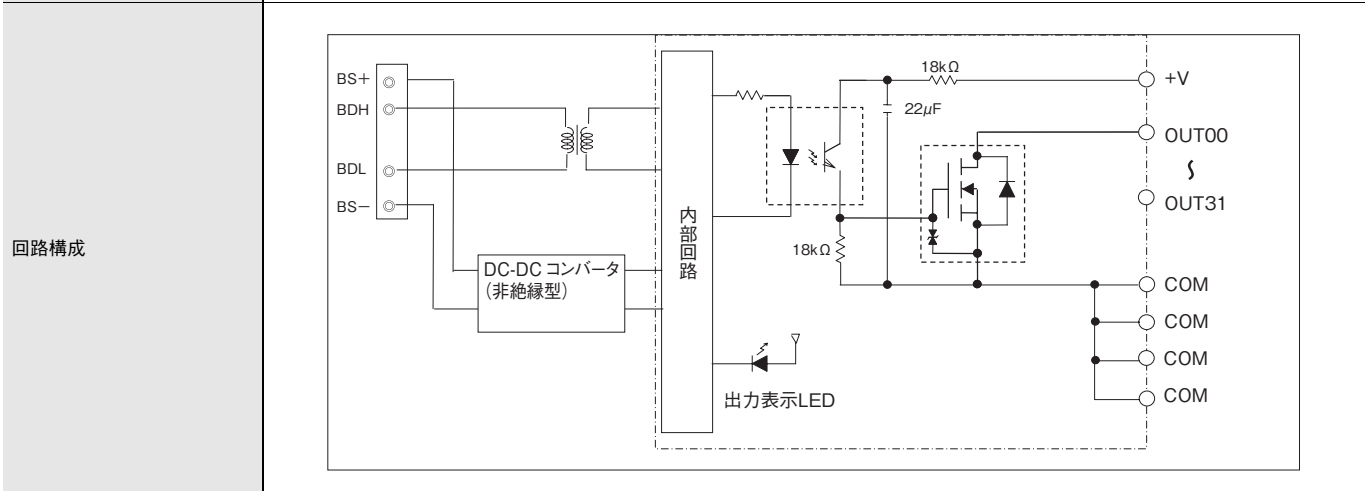 回路構成
BS+
BDH
BDL
BS−
DC-DC コンバータ
(非絶縁型)
内部回路
18kΩ
22μF
18kΩ
出力表示LED
+V
OUT00
〜
OUT31
COM
COM
COM
COM